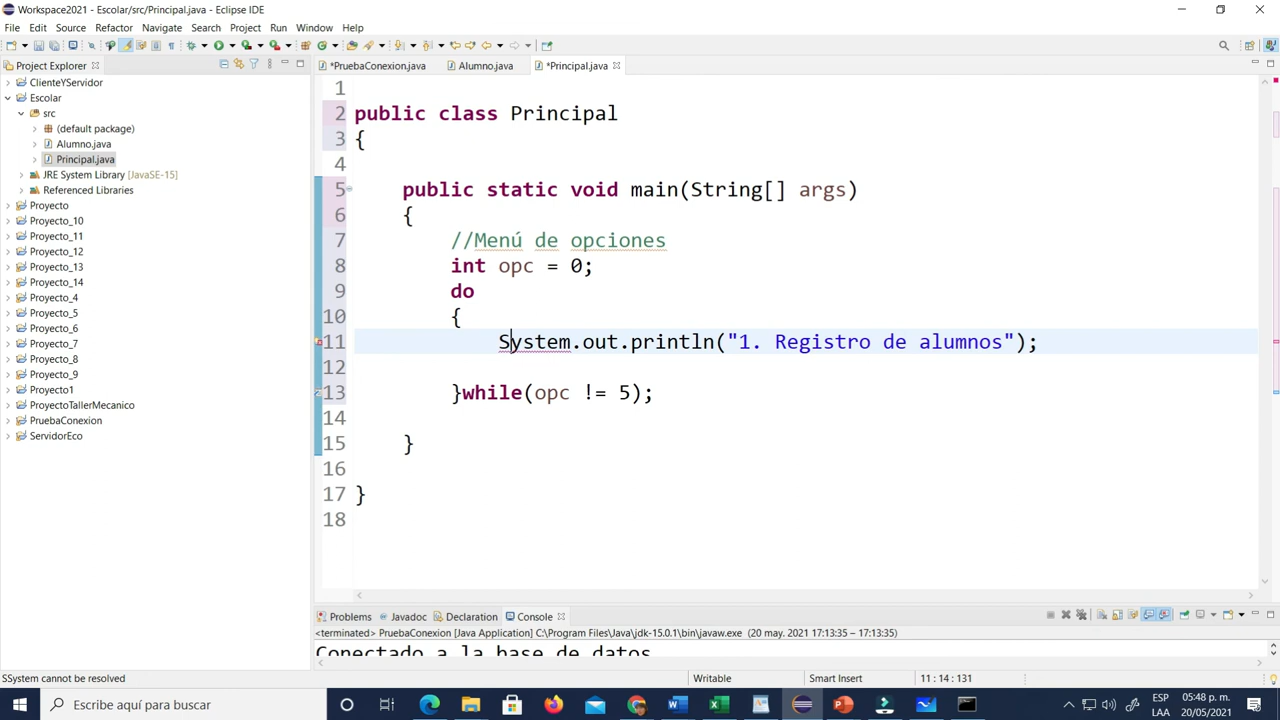 Workspace2021 - Escolar/src/Principal.java - Eclipse IDE
File Edit Source Refactor Navigate Search Project Run Window Help
Project Explorer
*PruebaConexion.java Alumno.java *Principal.java
ClienteYServidor
Escolar
src
(default package)
Alumno.java
Principal.java
JRE System Library [JavaSE-15]
Referenced Libraries
Proyecto
Proyecto_10
Proyecto_11
Proyecto_12
Proyecto_13
Proyecto_14
Proyecto_4
Proyecto_5
Proyecto_6
Proyecto_7
Proyecto_8
Proyecto_9
Proyecto1
ProyectoTallerMecanico
PruebaConexion
ServidorEco
1
2 public class Principal
3 {
4
5 public static void main(String[] args)
6 {
7 //Menú de opciones
8 int opc = 0;
9 do
10 {
11 System.out.println("1. Registro de alumnos");
12
13 }while(opc != 5);
14
15 }
16
17 }
18
Problems Javadoc Declaration Console
<terminated> PruebaConexion [Java Application] C:\Program Files\Java\jdk-15.0.1\bin\javaw.exe (20 may. 2021 17:13:35 – 17:13:35)
Conectado a la base de datos
SSystem cannot be resolved
Writable Smart Insert 11 : 14 : 131
Escribe aquí para buscar
ESP 05:48 p. m.
LAA 20/05/2021